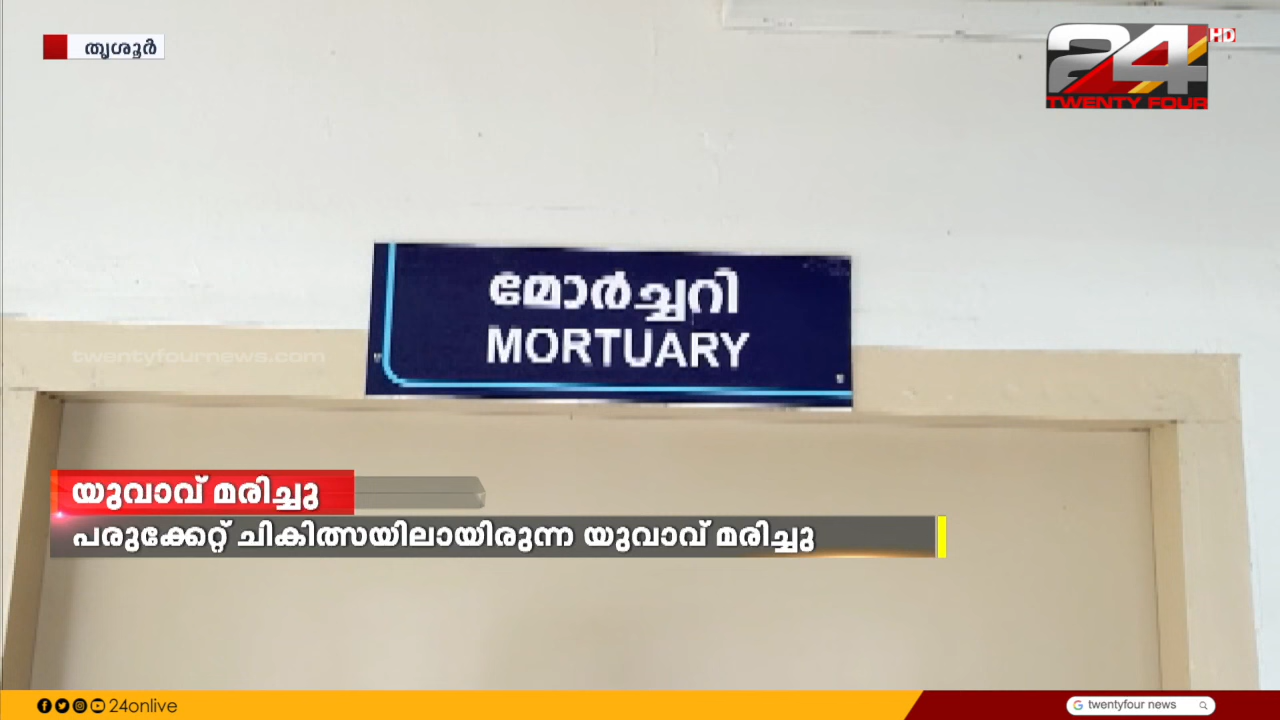 തൃശൂർ
24 HD
TWENTY FOUR
മോർച്ചറി
MORTUARY
twentyfournews.com
യുവാവ് മരിച്ചു
പരുക്കേറ്റ് ചികിത്സയിലായിരുന്ന യുവാവ് മരിച്ചു
24onlive
twentyfour news